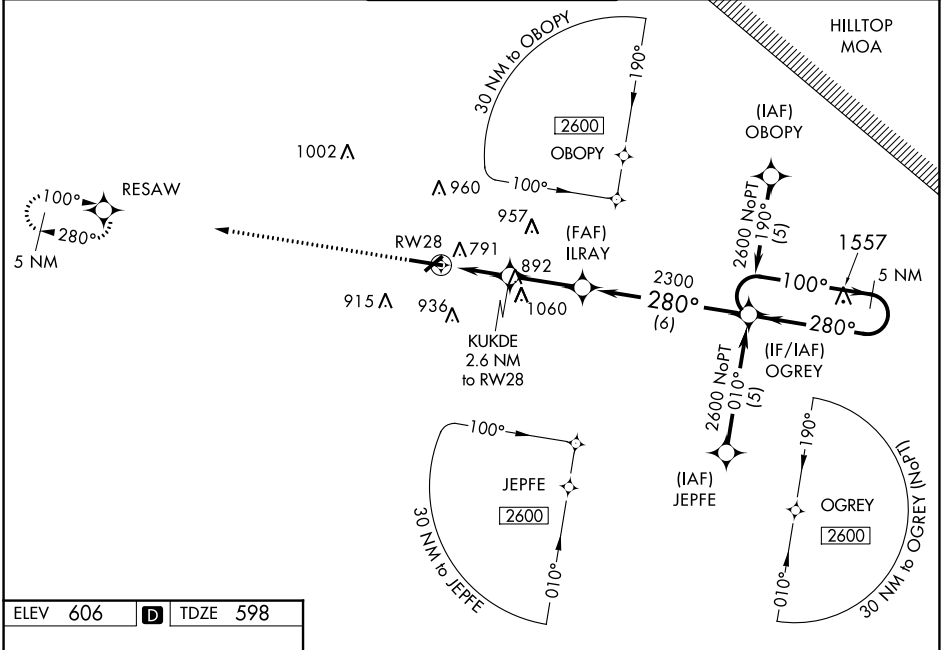 HILLTOP
MOA
30 NM to OBOPY
190°
2600
OBOPY
100°
(IAF)
OBOPY
2600 NoPT
190°
(5)
1002
960
957
RESAW
100°
280°
5 NM
RW28
791
(FAF)
ILRAY
892
1060
915
936
KUKDE
2.6 NM
to RW28
2300
280°
(6)
1557
5 NM
100°
280°
(IF/IAF)
OGREY
2600 NoPT
010°
(5)
(IAF)
JEPFE
100°
JEPFE
2600
010°
30 NM to JEPFE
190°
OGREY
2600
010°
30 NM to OGREY (NoPT)
ELEV 606 D TDZE 598